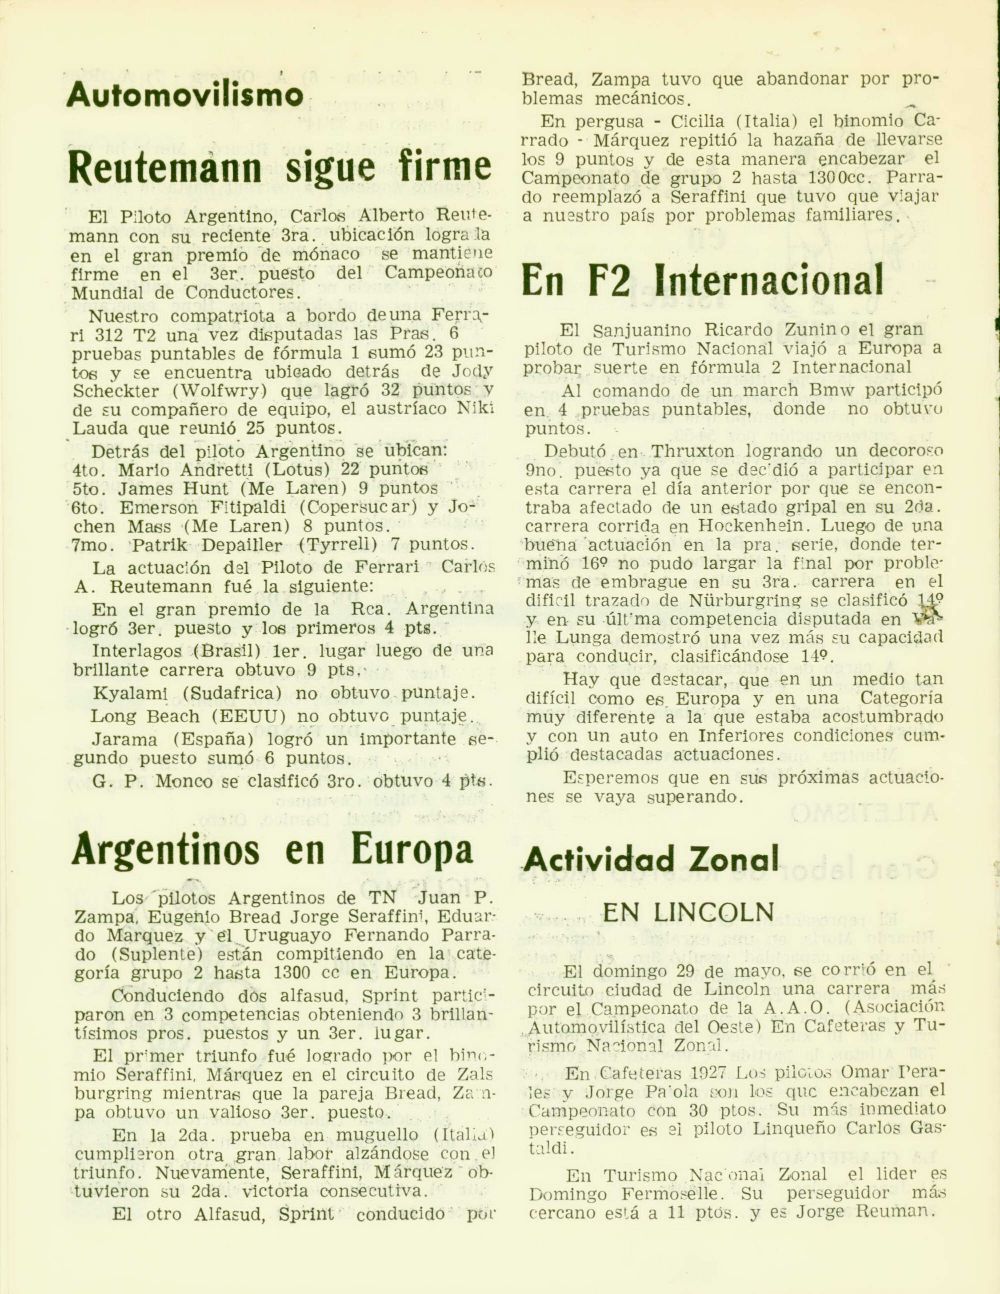 Automovilismo
Reutemann sigue firme
El Piloto Argentino, Carlos Alberto Reute-
mann con su reciente 3ra. ubicación logra la
en el gran premio de mónaco se mantiene
firme en el 3er. puesto del Campeonato
Mundial de Conductores.
Nuestro compatriota a bordo deuna Ferra-
ri 312 T2 una vez disputadas las Pras. 6
pruebas puntables de fórmula 1 sumó 23 pun-
tos y se encuentra ubicado detrás de Jody
Scheckter (Wolfwry) que lagró 32 puntos y
de su compañero de equipo, el austríaco Niki
Lauda que reunió 25 puntos.
Detrás del piloto Argentino se ubican:
4to. Mario Andretti (Lotus) 22 puntos
5to. James Hunt (Me Laren) 9 puntos
6to. Emerson Fitipaldi (Copersucar) y Jo-
chen Mass (Me Laren) 8 puntos.
7mo. Patrik Depailler (Tyrrell) 7 puntos.
La actuación del Piloto de Ferrari Carlos
A. Reutemann fué la siguiente:
En el gran premio de la Rca. Argentina
logró 3er. puesto y los primeros 4 pts.
Interlagos (Brasil) 1er. lugar luego de una
brillante carrera obtuvo 9 pts.
Kyalami (Sudafrica) no obtuvo puntaje.
Long Beach (EEUU) no obtuvo puntaje.
Jarama (España) logró un importante se-
gundo puesto sumó 6 puntos.
G. P. Monco se clasificó 3ro. obtuvo 4 pts.
Argentinos en Europa
Los pilotos Argentinos de TN Juan P.
Zampa, Eugenio Bread Jorge Seraffini, Eduar-
do Marquez y el Uruguayo Fernando Parra-
do (Suplente) están compitiendo en la cate-
goría grupo 2 hasta 1300 cc en Europa.
Conduciendo dos alfasud, Sprint partici-
paron en 3 competencias obteniendo 3 brillan-
tísimos pros. puestos y un 3er. lugar.
El primer triunfo fué logrado por el bino-
mio Seraffini, Márquez en el circuito de Zals
burgring mientras que la pareja Bread, Zam-
pa obtuvo un valioso 3er. puesto.
En la 2da. prueba en muguello (Italia)
cumplieron otra gran labor alzándose con el
triunfo. Nuevamente, Seraffini, Márquez ob-
tuvieron su 2da. victoria consecutiva.
El otro Alfasud, Sprint conducido por
Bread, Zampa tuvo que abandonar por pro-
blemas mecánicos.
En pergusa - Cicilia (Italia) el binomio Ca-
rrado - Márquez repitió la hazaña de llevarse
los 9 puntos y de esta manera encabezar el
Campeonato de grupo 2 hasta 1300cc. Parra-
do reemplazó a Seraffini que tuvo que viajar
a nuestro país por problemas familiares.
En F2 Internacional
El Sanjuanino Ricardo Zunino el gran
piloto de Turismo Nacional viajó a Europa a
probar suerte en fórmula 2 Internacional
Al comando de un march Bmw participó
en 4 pruebas puntables, donde no obtuvo
puntos.
Debutó en Thruxton logrando un decoroso
9no. puesto ya que se decidió a participar en
esta carrera el día anterior por que se encon-
traba afectado de un estado gripal en su 2da.
carrera corrida en Hockenhein. Luego de una
buena actuación en la pra. serie, donde ter-
minó 16º no pudo largar la final por proble-
mas de embrague en su 3ra. carrera en el
dificil trazado de Nürburgring se clasificó 14º
y en su última competencia disputada en
lle Lunga demostró una vez más su capacidad
para conducir, clasificándose 14º.
Hay que destacar, que en un medio tan
difícil como es Europa y en una Categoría
muy diferente a la que estaba acostumbrado
y con un auto en Inferiores condiciones cum-
plió destacadas actuaciones.
Esperemos que en sus próximas actuacio-
nes se vaya superando.
Actividad Zonal
EN LINCOLN
El domingo 29 de mayo, se corrió en el
circuito ciudad de Lincoln una carrera más
por el Campeonato de la A.A.O. (Asociación
Automovilística del Oeste) En Cafeteras y Tu-
rismo Nacional Zonal.
En Cafeteras 1927 Los pilotos Omar Pera-
les y Jorge Paola son los que encabezan el
Campeonato con 30 ptos. Su más inmediato
perseguidor es el piloto Linqueño Carlos Gas-
taldi.
En Turismo Nacional Zonal el lider es
Domingo Fermoselle. Su perseguidor más
cercano está a 11 ptos. y es Jorge Reuman.